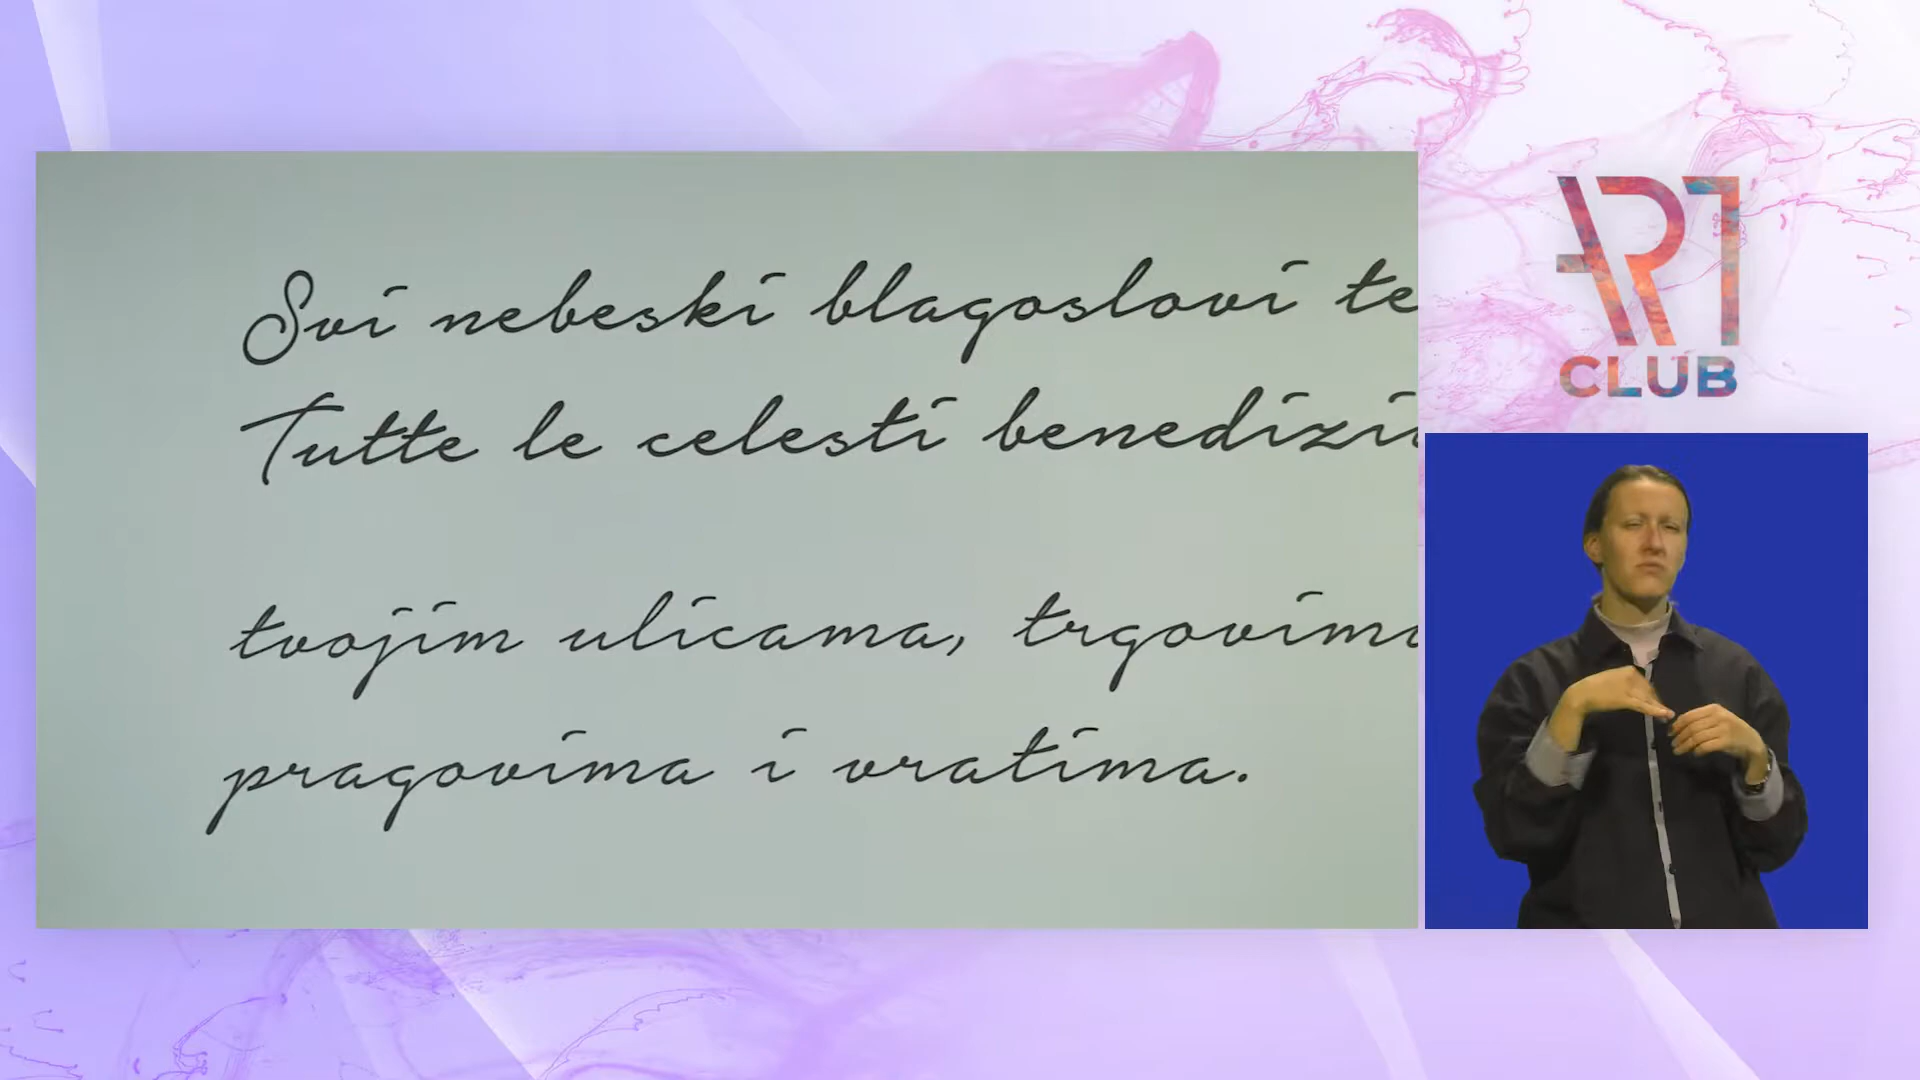 Svi nebeski blagoslovi te
Tutte le celesti benedizi
tvojim ulicama, trgovima
pragovima i vratima.
ART
CLUB